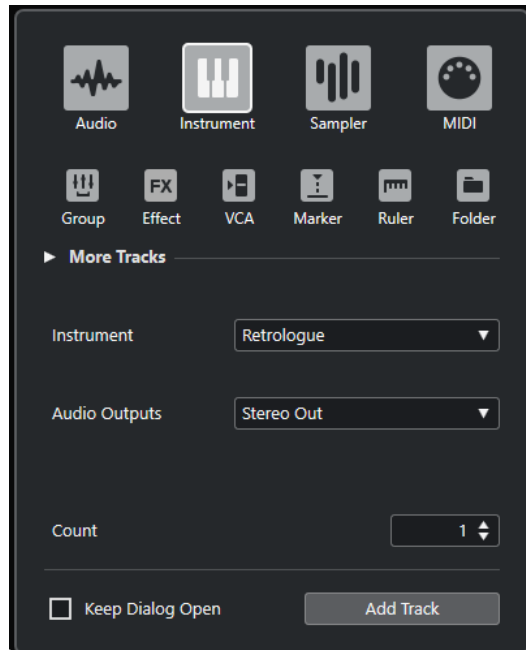 Audio Instrument Sampler MIDI
FX
Group Effect VCA Marker Ruler Folder
More Tracks
Instrument Retrologue
Audio Outputs Stereo Out
Count 1
Keep Dialog Open Add Track